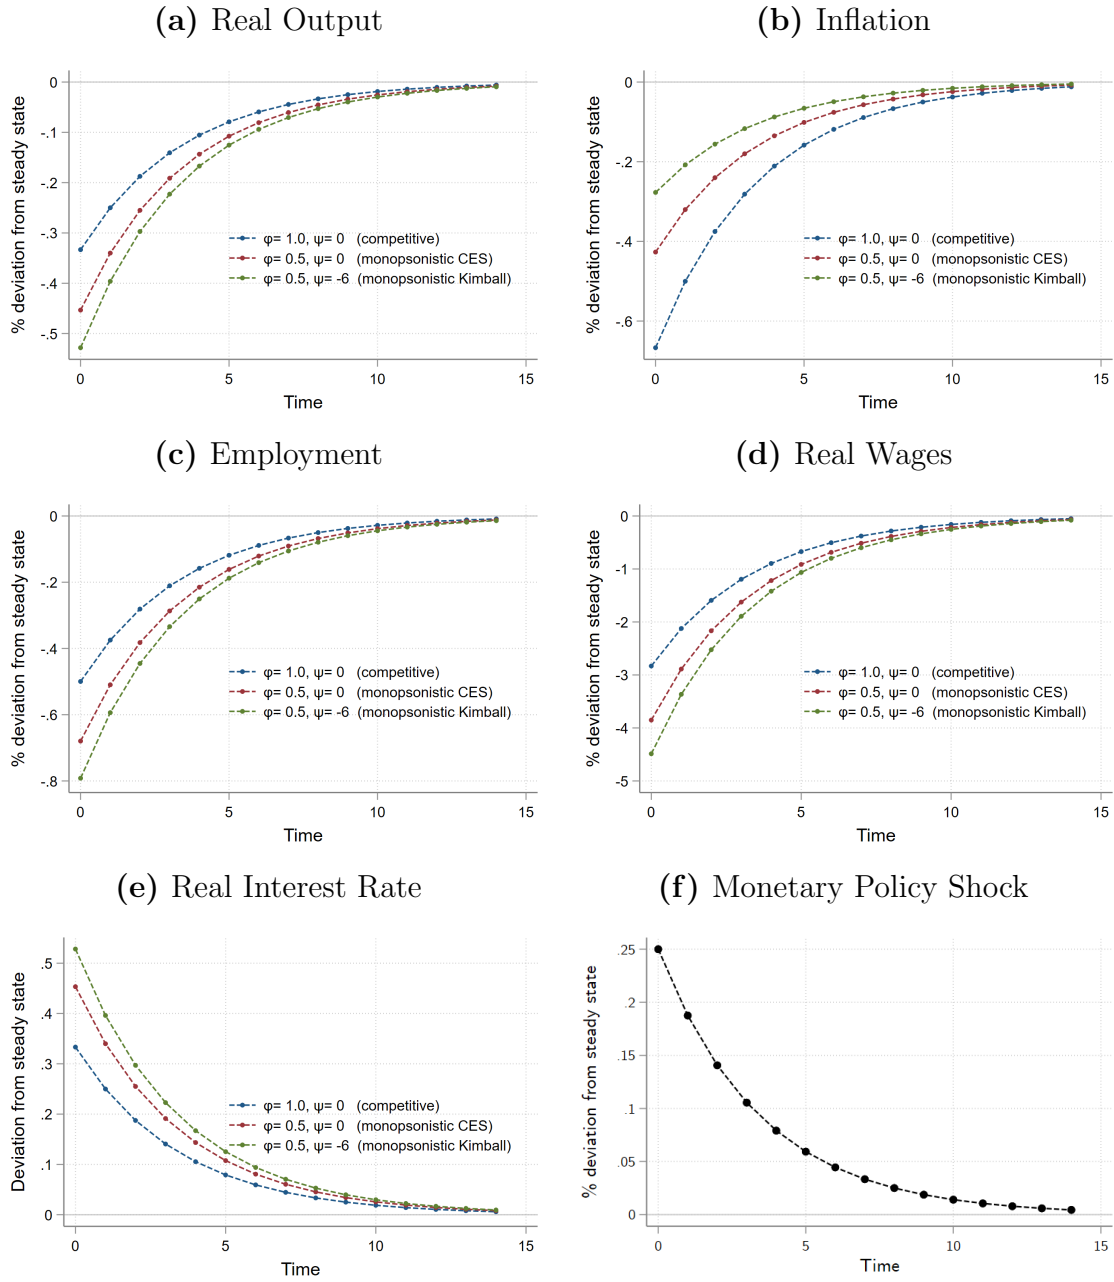 (a) Real Output
% deviation from steady state
0
-.1
-.2
-.3
-.4
-.5
φ= 1.0, ψ= 0 (competitive)
φ= 0.5, ψ= 0 (monopsonistic CES)
φ= 0.5, ψ= -6 (monopsonistic Kimball)
0 5 10 15
Time
(b) Inflation
% deviation from steady state
0
-.2
-.4
-.6
φ= 1.0, ψ= 0 (competitive)
φ= 0.5, ψ= 0 (monopsonistic CES)
φ= 0.5, ψ= -6 (monopsonistic Kimball)
0 5 10 15
Time
(c) Employment
% deviation from steady state
0
-.2
-.4
-.6
-.8
φ= 1.0, ψ= 0 (competitive)
φ= 0.5, ψ= 0 (monopsonistic CES)
φ= 0.5, ψ= -6 (monopsonistic Kimball)
0 5 10 15
Time
(d) Real Wages
% deviation from steady state
0
-1
-2
-3
-4
-5
φ= 1.0, ψ= 0 (competitive)
φ= 0.5, ψ= 0 (monopsonistic CES)
φ= 0.5, ψ= -6 (monopsonistic Kimball)
0 5 10 15
Time
(e) Real Interest Rate
Deviation from steady state
.5
.4
.3
.2
.1
0
φ= 1.0, ψ= 0 (competitive)
φ= 0.5, ψ= 0 (monopsonistic CES)
φ= 0.5, ψ= -6 (monopsonistic Kimball)
0 5 10 15
Time
(f) Monetary Policy Shock
% deviation from steady state
.25
.2
.15
.1
.05
0
0 5 10 15
Time